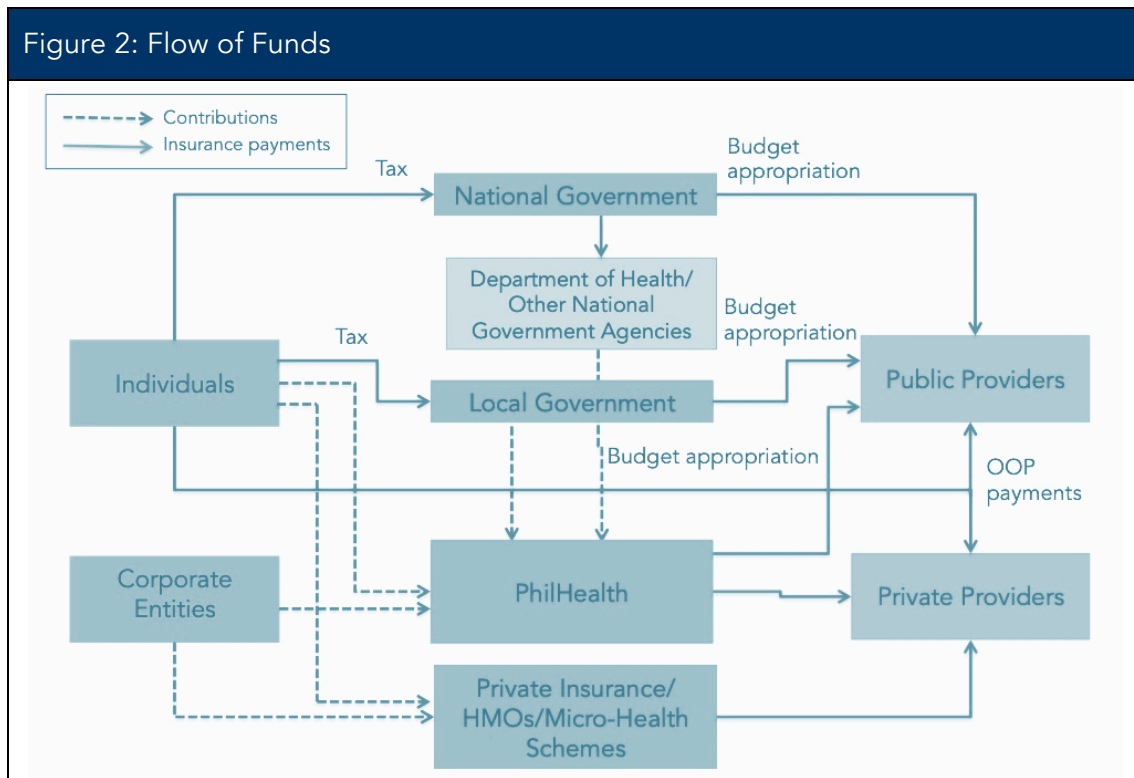 Figure 2: Flow of Funds
Contributions
Insurance payments
Tax
Budget
appropriation
National Government
Department of Health/
Other National
Government Agencies
Budget
appropriation
Tax
Individuals
Local Government
Public Providers
Budget appropriation
OOP
payments
Corporate
Entities
PhilHealth
Private Providers
Private Insurance/
HMOs/Micro-Health
Schemes